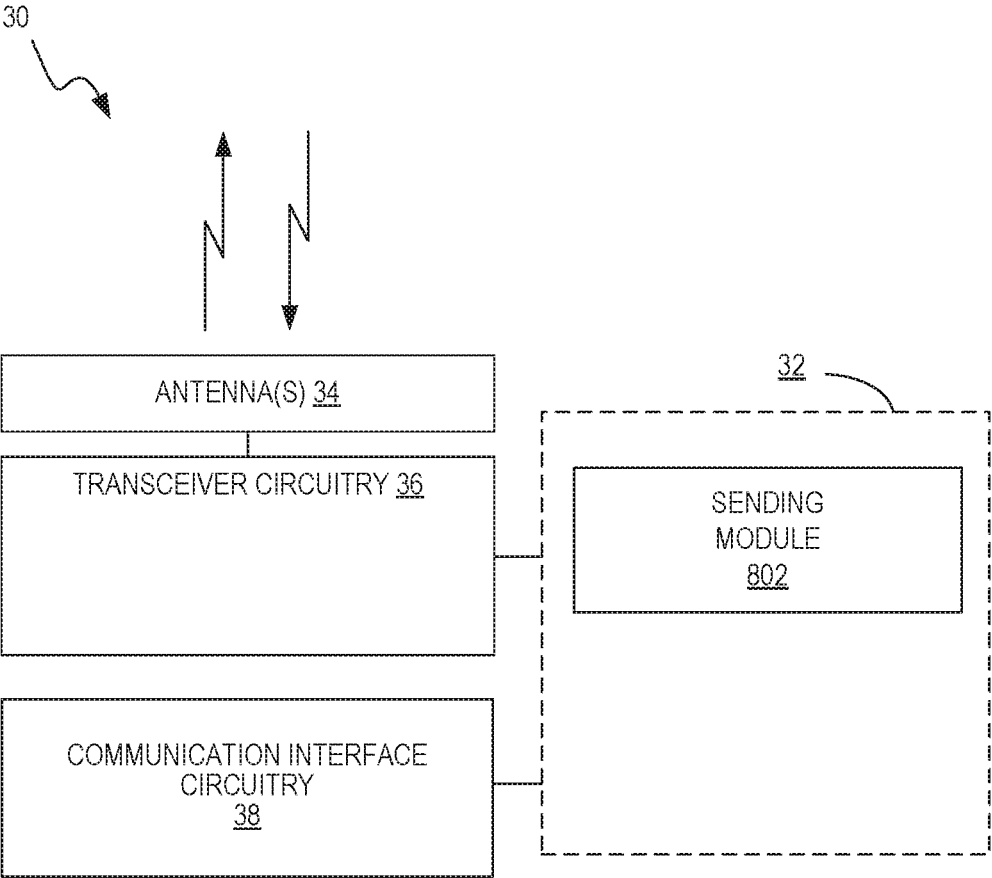 30
ANTENNA(S) 34
32
TRANSCEIVER CIRCUITRY 36
SENDING
MODULE
802
COMMUNICATION INTERFACE
CIRCUITRY
38